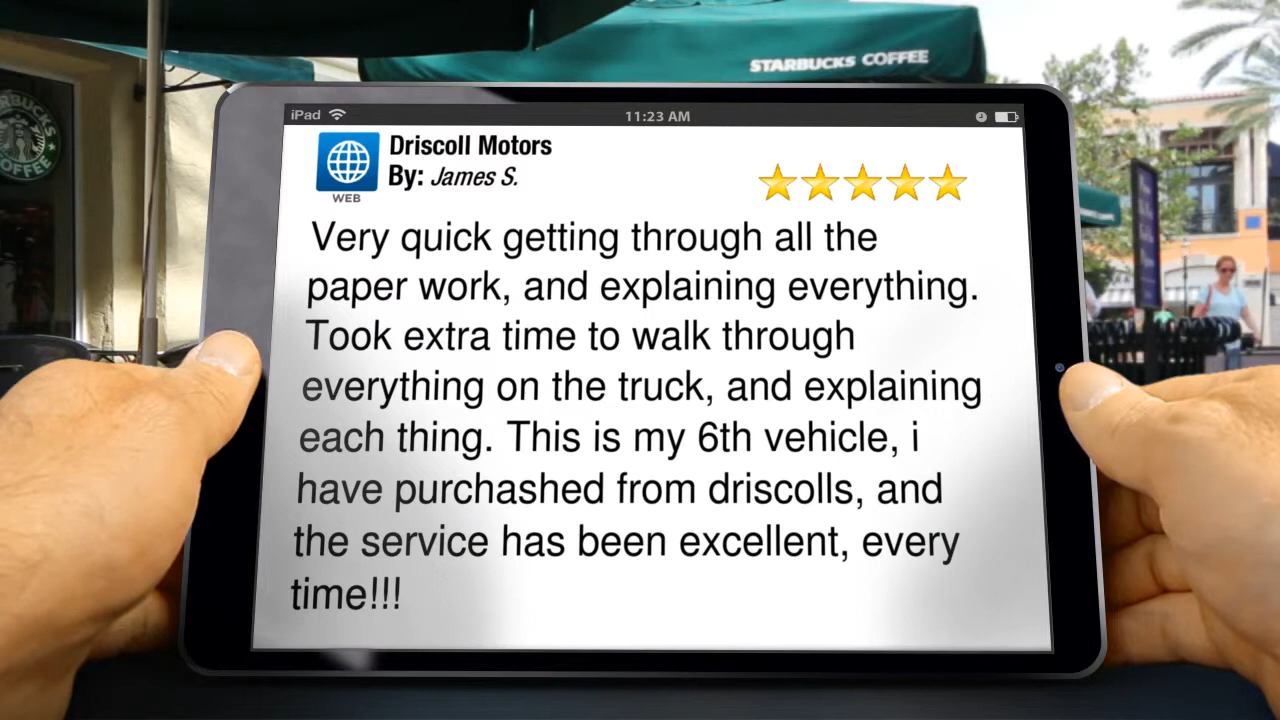 STARBUCKS COFFEE
iPad
11:23 AM
Driscoll Motors
By: James S.
WEB
Very quick getting through all the
paper work, and explaining everything.
Took extra time to walk through
everything on the truck, and explaining
each thing. This is my 6th vehicle, i
have purchashed from driscolls, and
the service has been excellent, every
time!!!